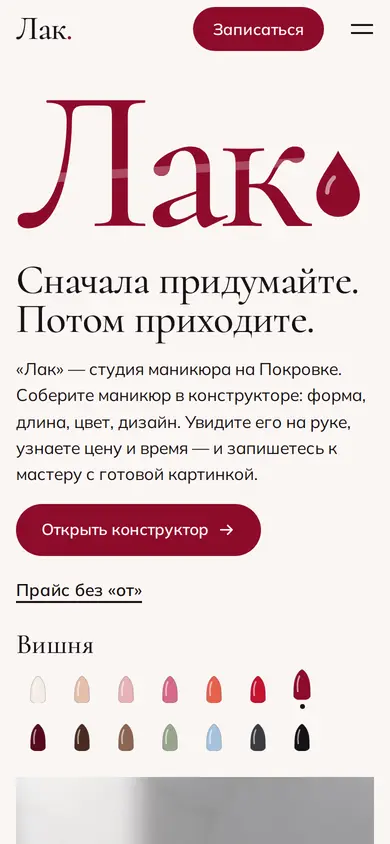 Лак.
Записаться
Лак
Сначала придумайте.
Потом приходите.
«Лак» — студия маникюра на Покровке.
Соберите маникюр в конструкторе: форма,
длина, цвет, дизайн. Увидите его на руке,
узнаете цену и время — и запишетесь к
мастеру с готовой картинкой.
Открыть конструктор →
Прайс без «от»
Вишня